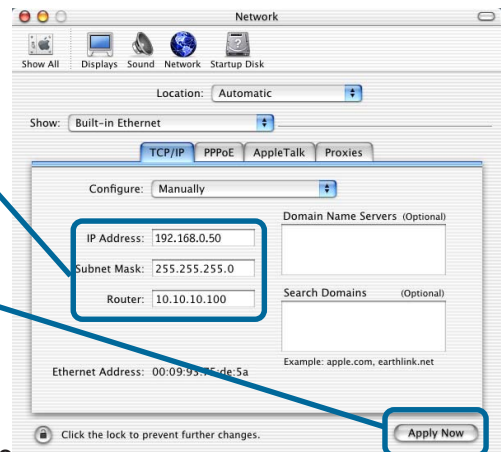 Network
Show All Displays Sound Network Startup Disk
Location: Automatic
Show: Built-in Ethernet
TCP/IP PPPoE AppleTalk Proxies
Configure: Manually
Domain Name Servers (Optional)
IP Address: 192.168.0.50
Subnet Mask: 255.255.255.0
Router: 10.10.10.100
Search Domains (Optional)
Example: apple.com, earthlink.net
Ethernet Address:
Click the lock to prevent further changes.
Apply Now